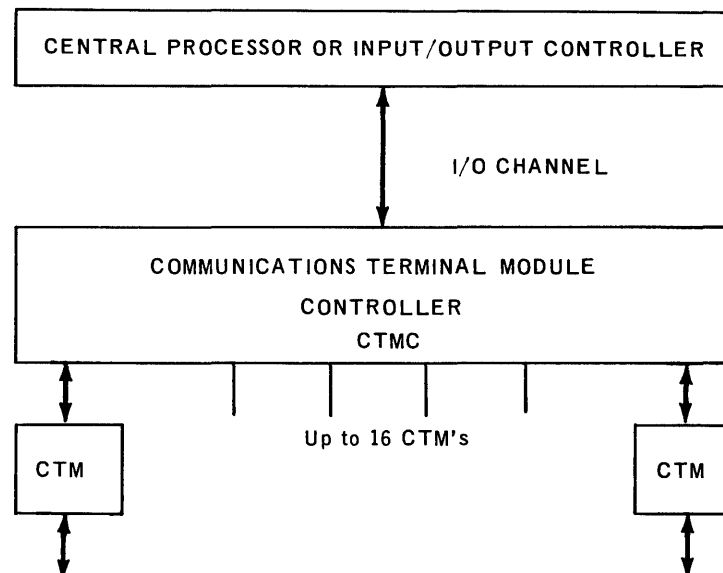 CENTRAL PROCESSOR OR INPUT/OUTPUT CONTROLLER
I/O CHANNEL
COMMUNICATIONS TERMINAL MODULE
CONTROLLER
CTMC
Up to 16 CTM's
CTM
CTM